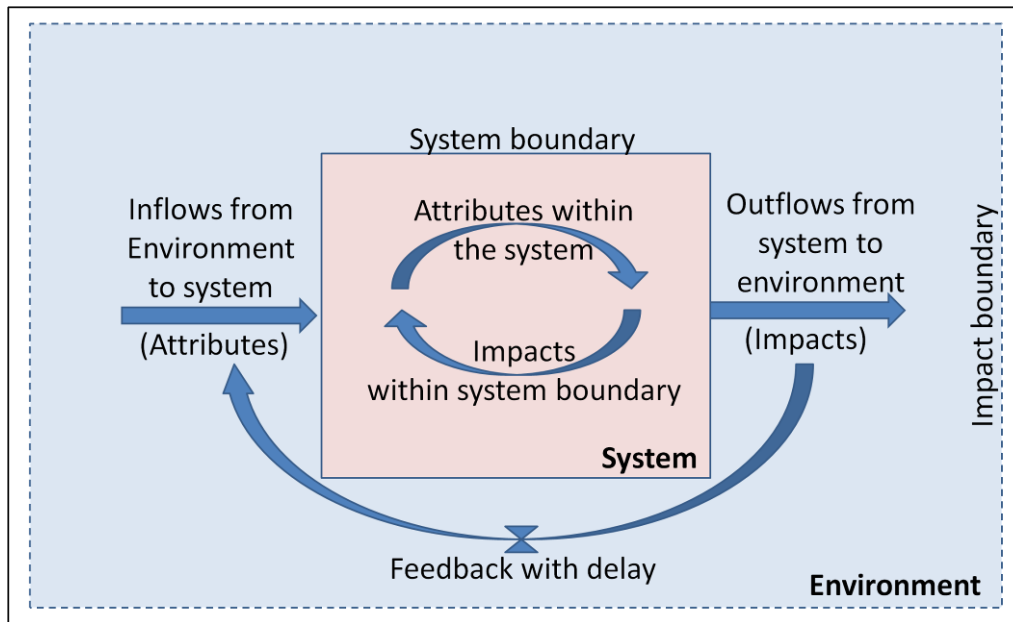 System boundary
Inflows from
Environment
to system
(Attributes)
Attributes within
the system
Impacts
within system boundary
System
Outflows from
system to
environment
(Impacts)
Impact boundary
Feedback with delay
Environment